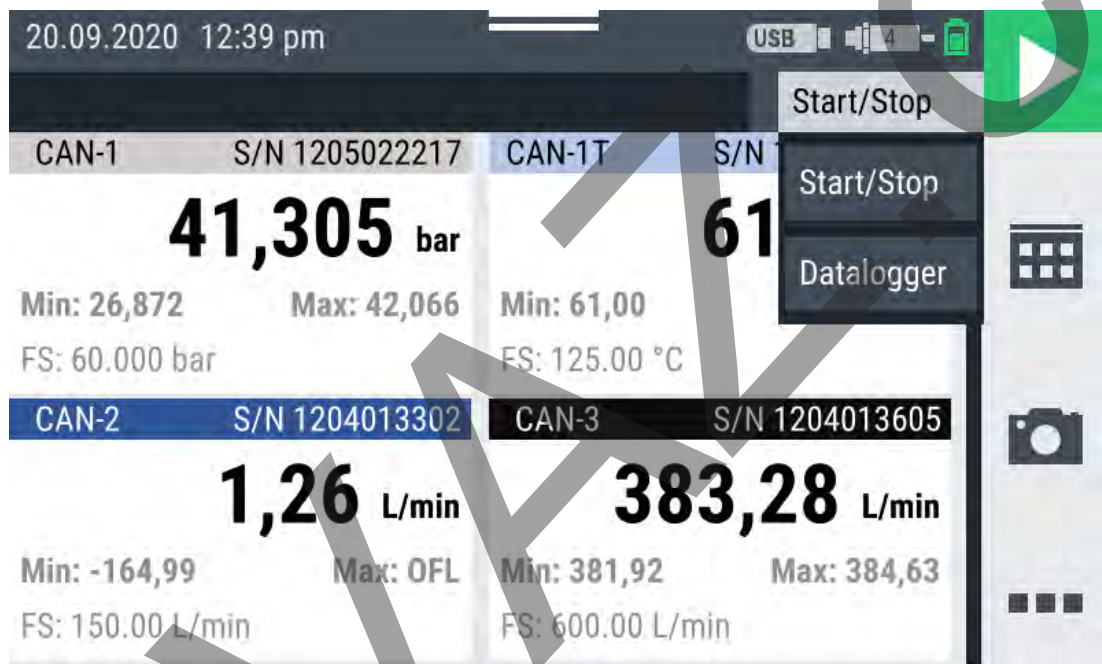 20.09.2020 12:39 pm USB 4
Start/Stop
CAN-1 S/N 1205022217 CAN-1T S/N
Start/Stop
41,305 bar 61
Datalogger
Min: 26,872 Max: 42,066 Min: 61,00
FS: 60.000 bar FS: 125.00 °C
CAN-2 S/N 1204013302 CAN-3 S/N 1204013605
1,26 L/min 383,28 L/min
Min: -164,99 Max: OFL Min: 381,92 Max: 384,63
FS: 150.00 L/min FS: 600.00 L/min